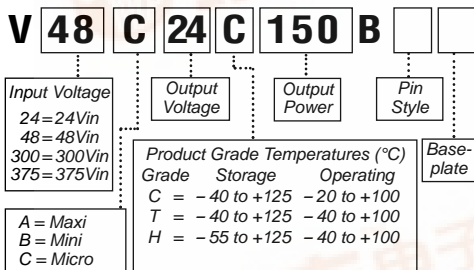 V 48 C 24 C 150 B
Input Voltage
24 = 24Vin
48 = 48Vin
300 = 300Vin
375 = 375Vin
Output Voltage
Output Power
Pin Style
Base-plate
Product Grade Temperatures (°C)
Grade Storage Operating
C = – 40 to +125 – 20 to +100
T = – 40 to +125 – 40 to +100
H = – 55 to +125 – 40 to +100
A = Maxi
B = Mini
C = Micro